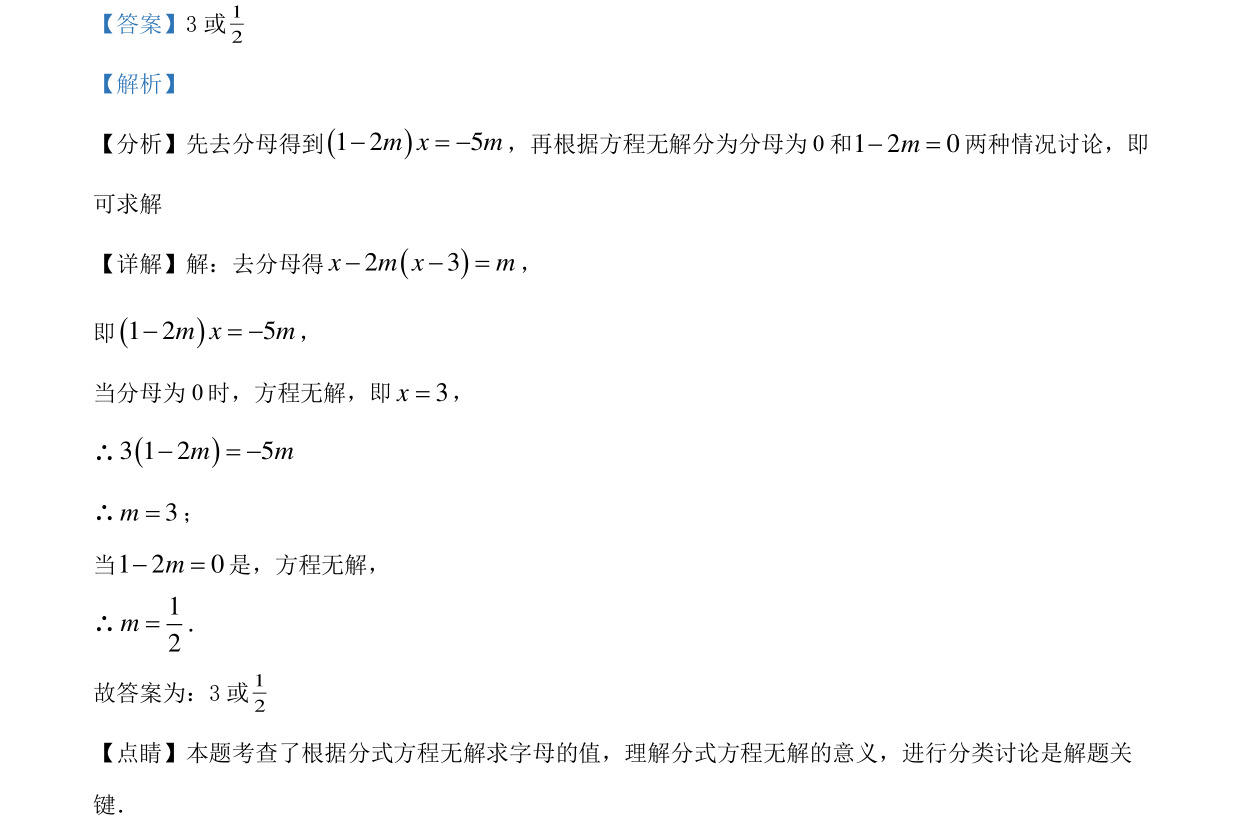 【答案】3 或 1/2
【解析】
【分析】先去分母得到(1−2m)x=−5m，再根据方程无解分为分母为 0 和1−2m=0两种情况讨论，即
可求解
【详解】解：去分母得 x−2m(x−3)=m，
即(1−2m)x=−5m，
当分母为 0时，方程无解，即 x=3，
∴3(1−2m)=−5m
∴m=3；
当1−2m=0是，方程无解，
∴m=1/2．
故答案为：3 或 1/2
【点睛】本题考查了根据分式方程无解求字母的值，理解分式方程无解的意义，进行分类讨论是解题关
键．